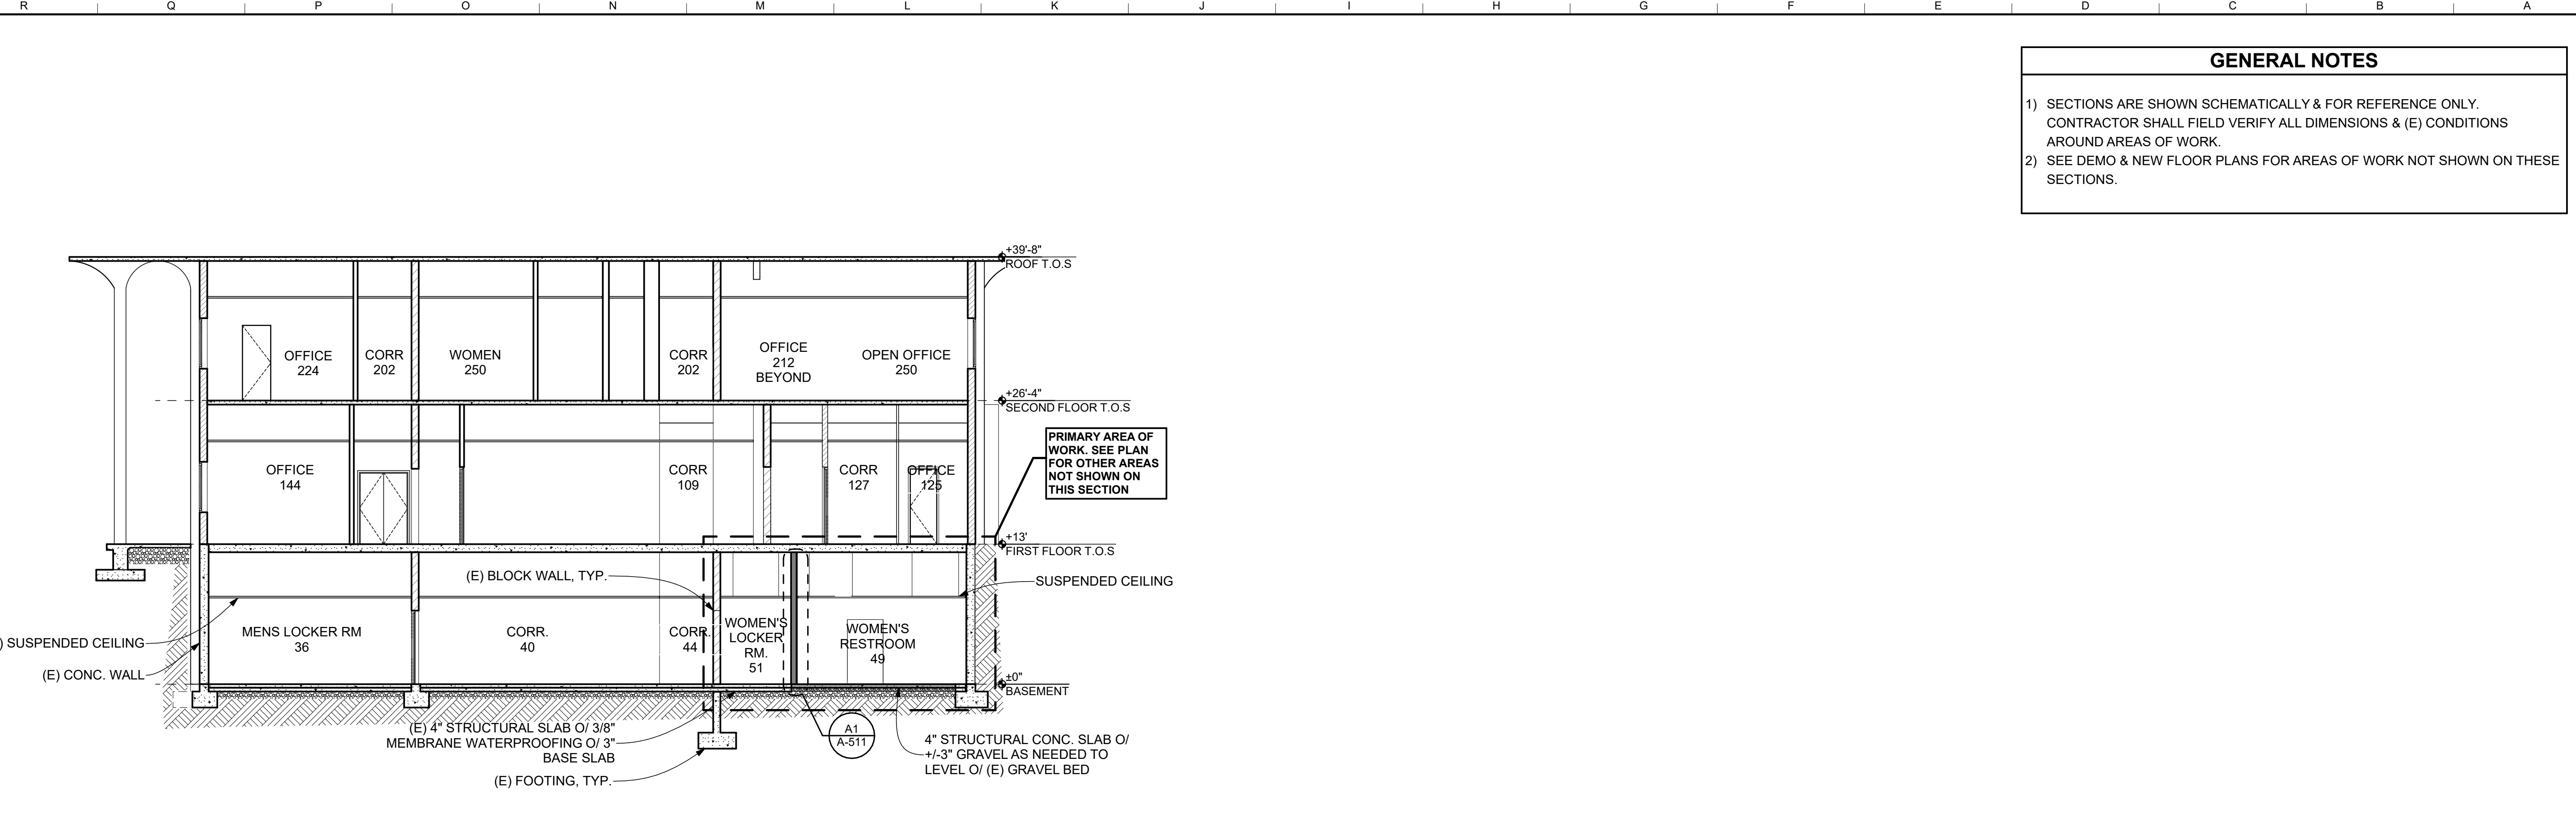 R Q P O N M L K J I H G F E D C B A
GENERAL NOTES
1) SECTIONS ARE SHOWN SCHEMATICALLY & FOR REFERENCE ONLY.
CONTRACTOR SHALL FIELD VERIFY ALL DIMENSIONS & (E) CONDITIONS
AROUND AREAS OF WORK.
2) SEE DEMO & NEW FLOOR PLANS FOR AREAS OF WORK NOT SHOWN ON THESE
SECTIONS.
+39'-8"
ROOF T.O.S
OFFICE
224
CORR
202
WOMEN
250
CORR
202
OFFICE
212
BEYOND
OPEN OFFICE
250
+26'-4"
SECOND FLOOR T.O.S
PRIMARY AREA OF
WORK. SEE PLAN
FOR OTHER AREAS
NOT SHOWN ON
THIS SECTION
OFFICE
144
CORR
109
CORR
127
OFFICE
125
+13'
FIRST FLOOR T.O.S
(E) BLOCK WALL, TYP.
SUSPENDED CEILING
) SUSPENDED CEILING
(E) CONC. WALL
MENS LOCKER RM
36
CORR.
40
CORR.
44
WOMEN'S
LOCKER
RM.
51
WOMEN'S
RESTROOM
49
±0"
BASEMENT
(E) 4" STRUCTURAL SLAB O/ 3/8"
MEMBRANE WATERPROOFING O/ 3"
BASE SLAB
(E) FOOTING, TYP.
A1
A-511
4" STRUCTURAL CONC. SLAB O/
+/-3" GRAVEL AS NEEDED TO
LEVEL O/ (E) GRAVEL BED